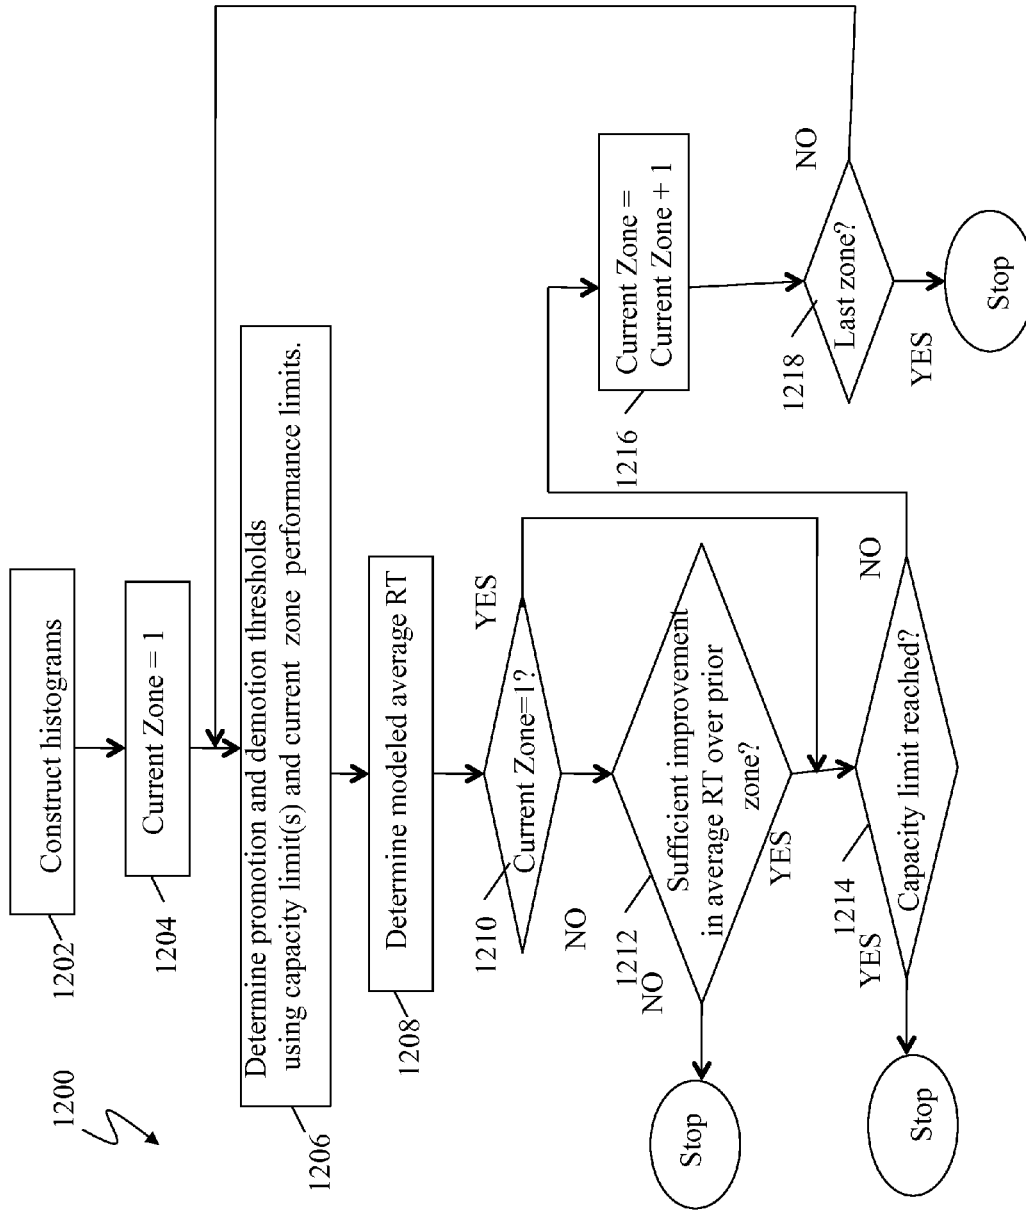 1200
Construct histograms
1202
Current Zone = 1
1204
Determine promotion and demotion thresholds
using capacity limit(s) and current zone performance limits.
1206
Determine modeled average RT
1208
Current Zone=1?
1210
YES
NO
Sufficient improvement
in average RT over prior
zone?
1212
NO
YES
Stop
Capacity limit reached?
1214
YES
NO
Stop
Current Zone =
Current Zone + 1
1216
Last zone?
1218
NO
YES
Stop